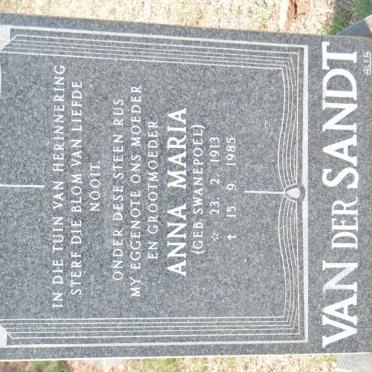 IN DIE TUIN VAN HERINNERING
STERF DIE BLOM VAN LIEFDE
NOOIT.
ONDER DESE STEEN RUS
MY EGGENOTE ONS MOEDER
EN GROOTMOEDER
ANNA MARIA
(GEB. SWANEPOEL)
☆ 23. 2. 1913
† 15. 9. 1985
VAN DER SANDT